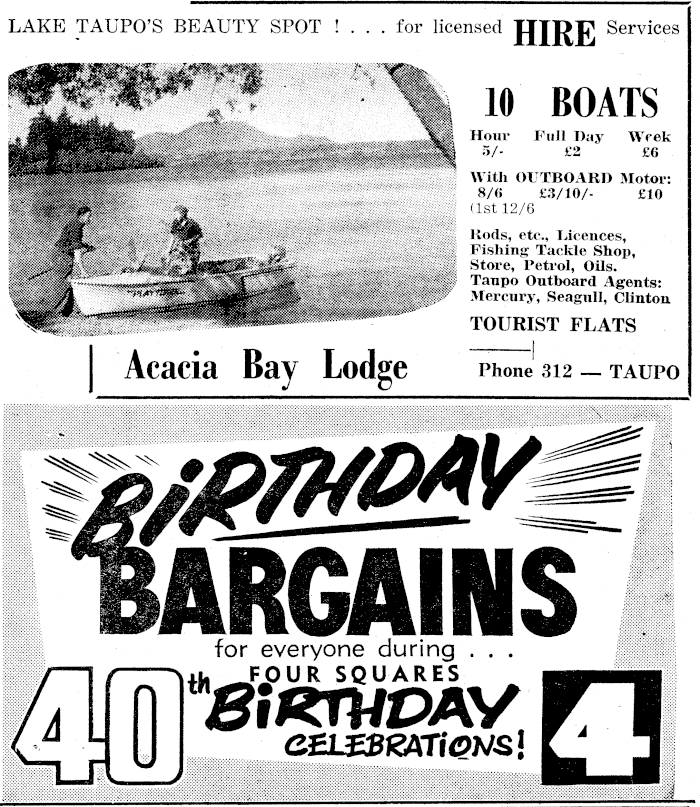 LAKE TAUPO'S BEAUTY SPOT ! . . . for licensed HIRE Services
10 BOATS
Hour Full Day Week
5/- £2 £6
With OUTBOARD Motor:
8/6 £3/10/- £10
(1st 12/6
Rods, etc., Licences,
Fishing Tackle Shop,
Store, Petrol, Oils.
Taupo Outboard Agents:
Mercury, Seagull, Clinton
TOURIST FLATS
Acacia Bay Lodge
Phone 312 — TAUPO
BiRTHDAY
BARGAINS
for everyone during . . .
40th FOUR SQUARES
BiRTHDAY
CELEBRATiONS!
4